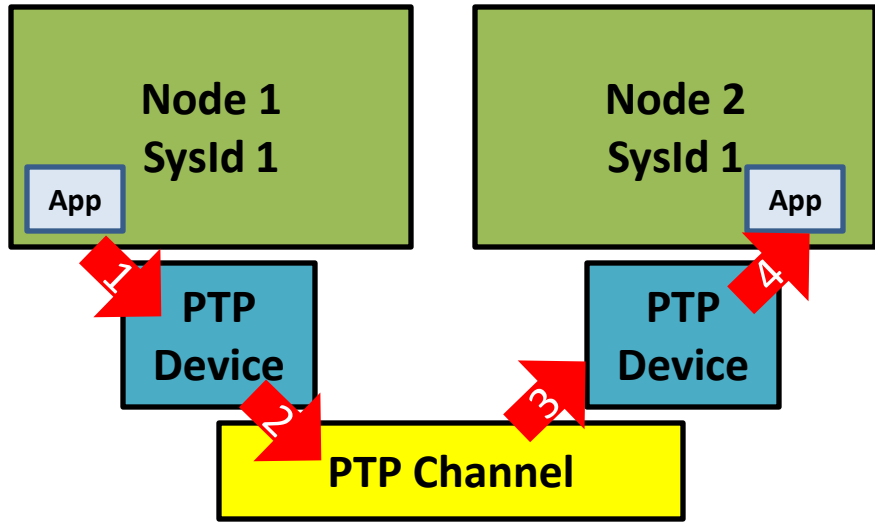 Node 1
SysId 1
App
Node 2
SysId 1
App
1
PTP
Device
2
3
PTP
Device
4
PTP Channel